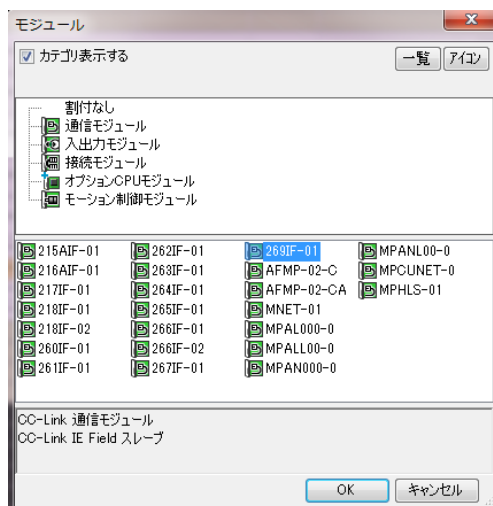 モジュール
カテゴリ表示する
一覧 アイコン
割付なし
通信モジュール
入出力モジュール
接続モジュール
オプションCPUモジュール
モーション制御モジュール
215AIF-01 262IF-01 269IF-01 MPANL00-0
216AIF-01 263IF-01 AFMP-02-C MPCUNET-0
217IF-01 264IF-01 AFMP-02-CA MPHLS-01
218IF-01 265IF-01 MNET-01
218IF-02 266IF-01 MPAL000-0
260IF-01 266IF-02 MPALL00-0
261IF-01 267IF-01 MPAN000-0
CC-Link 通信モジュール
CC-Link IE Field スレーブ
OK キャンセル